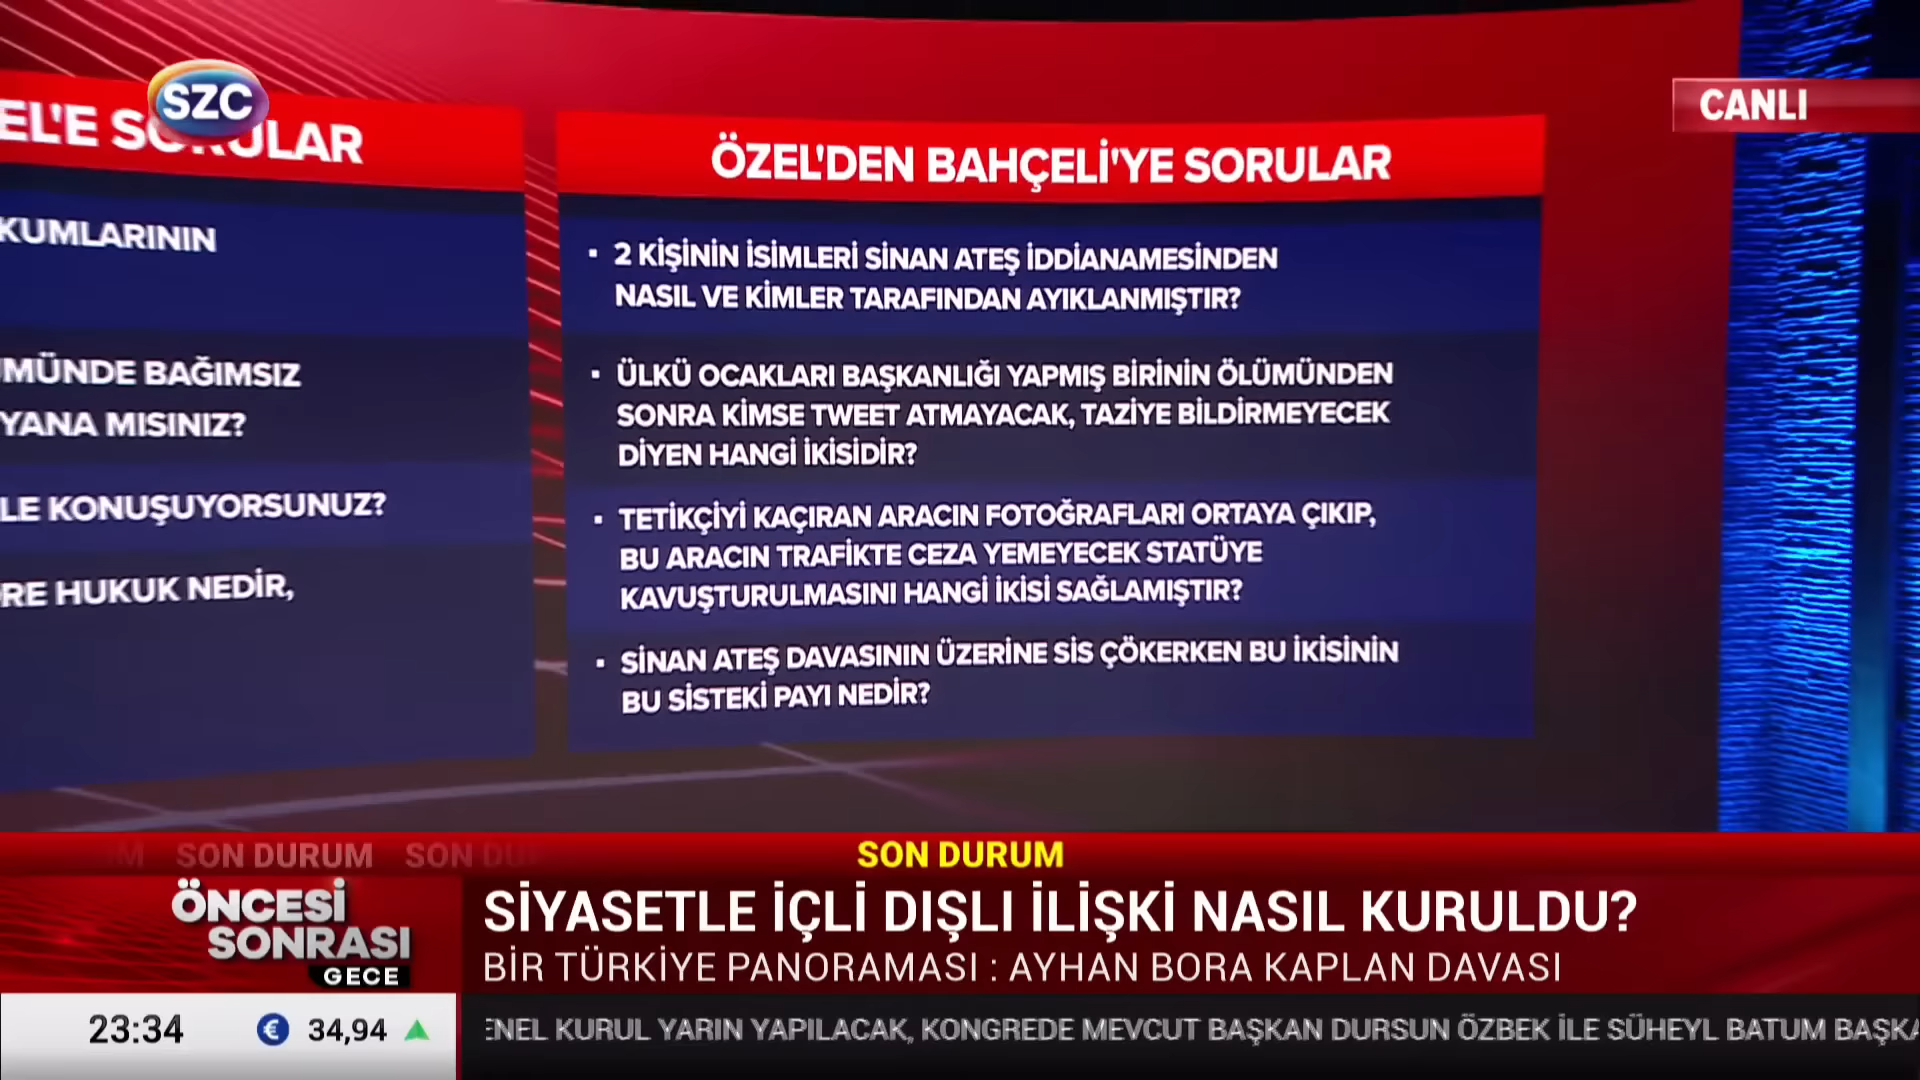 SZC
CANLI
EL'E SORULAR
KUMLARININ
MÜNDE BAĞIMSIZ
YANA MISINIZ?
LE KONUŞUYORSUNUZ?
RE HUKUK NEDİR,
ÖZEL'DEN BAHÇELİ'YE SORULAR
▪ 2 KİŞİNİN İSİMLERİ SİNAN ATEŞ İDDİANAMESİNDEN
NASIL VE KİMLER TARAFINDAN AYIKLANMIŞTIR?
▪ ÜLKÜ OCAKLARI BAŞKANLIĞI YAPMIŞ BİRİNİN ÖLÜMÜNDEN
SONRA KİMSE TWEET ATMAYACAK, TAZİYE BİLDİRMEYECEK
DİYEN HANGİ İKİSİDİR?
▪ TETİKÇİYİ KAÇIRAN ARACIN FOTOĞRAFLARI ORTAYA ÇIKIP,
BU ARACIN TRAFİKTE CEZA YEMEYECEK STATÜYE
KAVUŞTURULMASINI HANGİ İKİSİ SAĞLAMIŞTIR?
▪ SİNAN ATEŞ DAVASININ ÜZERİNE SİS ÇÖKERKEN BU İKİSİNİN
BU SİSTEKİ PAYI NEDİR?
SON DURUM SON DU
SON DURUM
ÖNCESİ
SONRASI
GECE
SİYASETLE İÇLİ DIŞLI İLİŞKİ NASIL KURULDU?
BİR TÜRKİYE PANORAMASI : AYHAN BORA KAPLAN DAVASI
23:34 € 34,94
ENEL KURUL YARIN YAPILACAK, KONGREDE MEVCUT BAŞKAN DURSUN ÖZBEK İLE SÜHEYL BATUM BAŞKA